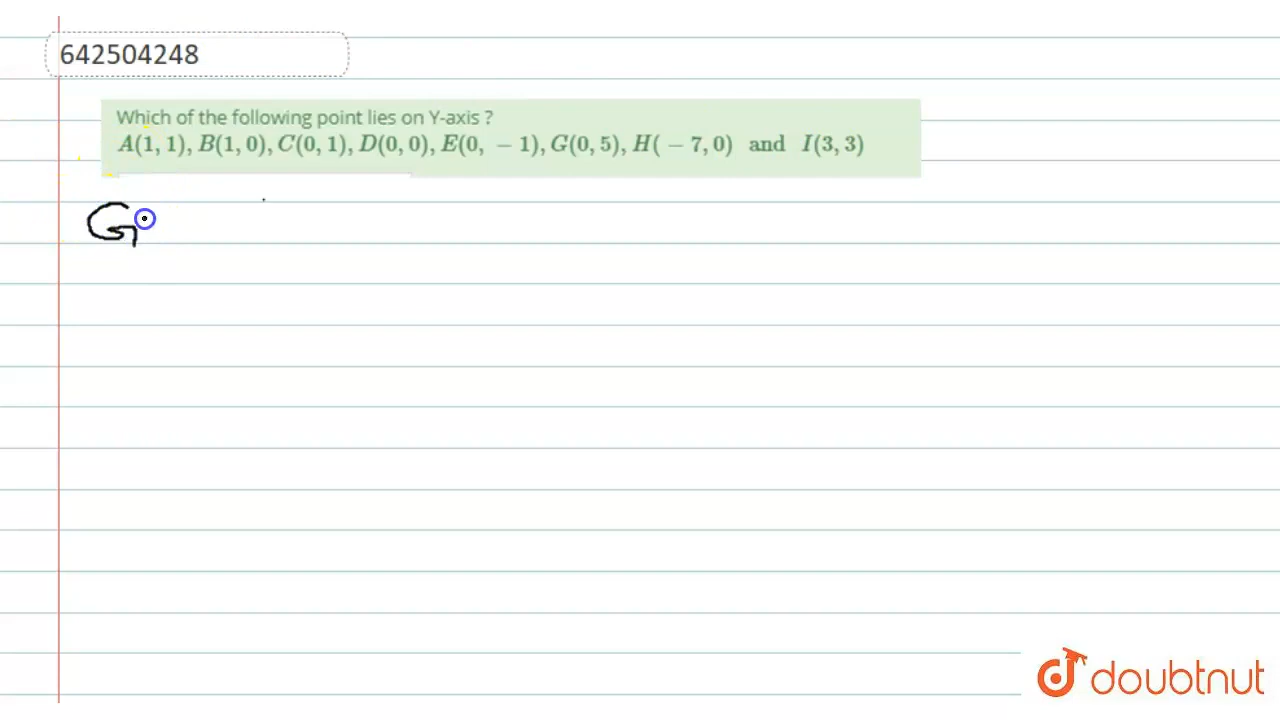 642504248
Which of the following point lies on Y-axis ?
A(1, 1), B(1, 0), C(0, 1), D(0, 0), E(0, − 1), G(0, 5), H( − 7, 0) and I(3, 3)
G
doubtnut